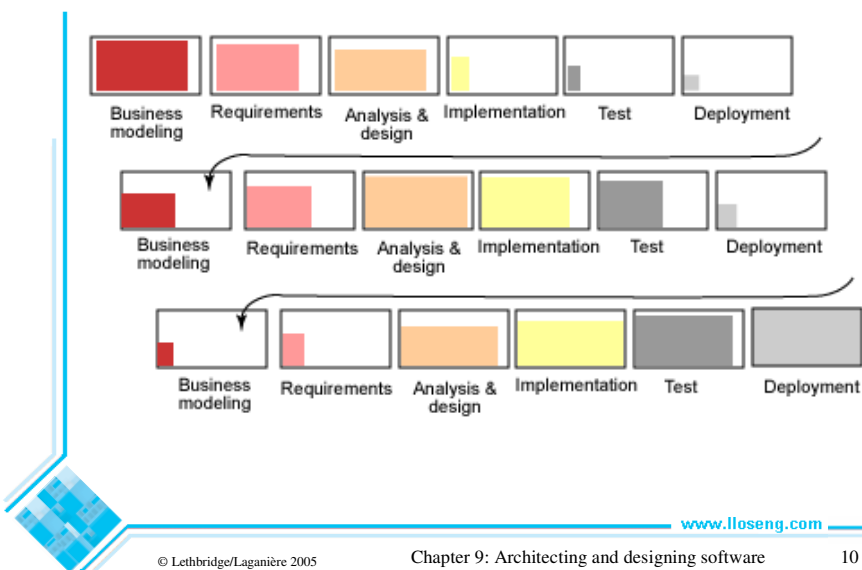 Business modeling
Requirements
Analysis & design
Implementation
Test
Deployment
Business modeling
Requirements
Analysis & design
Implementation
Test
Deployment
Business modeling
Requirements
Analysis & design
Implementation
Test
Deployment
www.lloseng.com
© Lethbridge/Laganière 2005
Chapter 9: Architecting and designing software
10